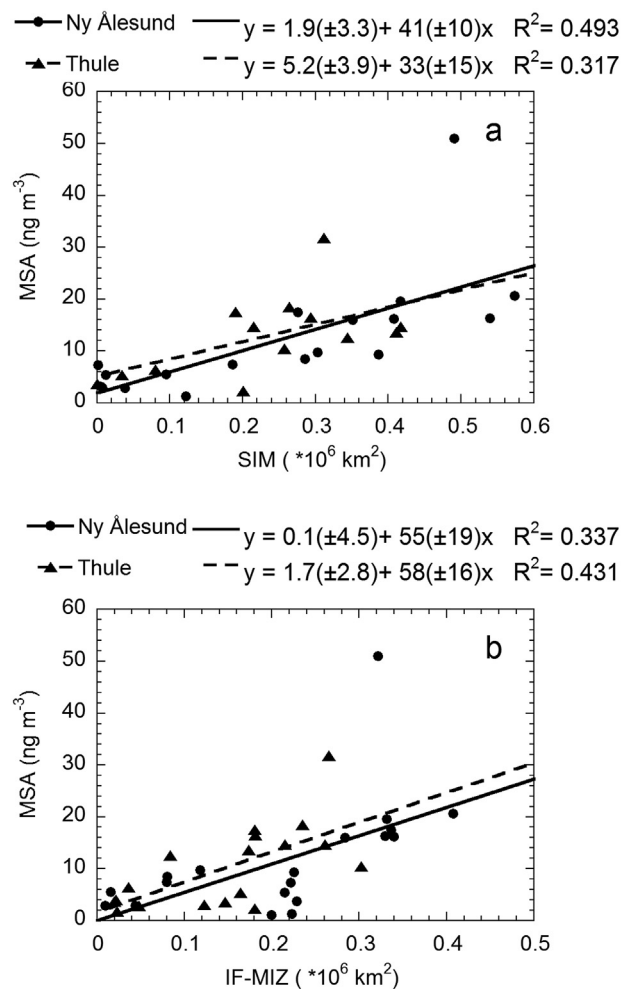 Ny Ålesund y = 1.9(±3.3)+ 41(±10)x R²= 0.493
Thule y = 5.2(±3.9)+ 33(±15)x R²= 0.317
60
a
50
40
MSA (ng m⁻³)
30
20
10
0
0 0.1 0.2 0.3 0.4 0.5 0.6
SIM ( *10⁶ km²)
Ny Ålesund y = 0.1(±4.5)+ 55(±19)x R²= 0.337
Thule y = 1.7(±2.8)+ 58(±16)x R²= 0.431
60
b
50
40
MSA (ng m⁻³)
30
20
10
0
0 0.1 0.2 0.3 0.4 0.5
IF-MIZ ( *10⁶ km²)